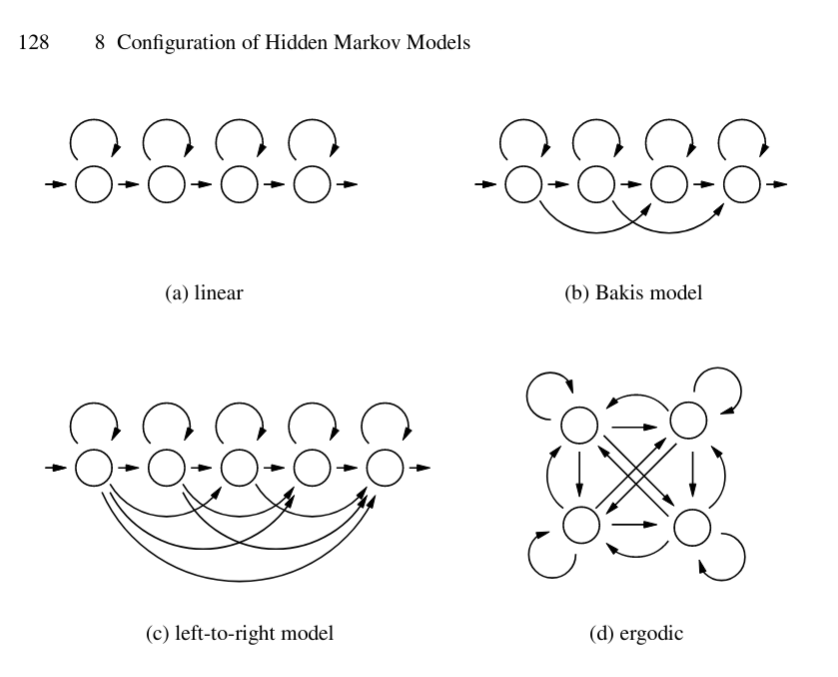 128 8 Configuration of Hidden Markov Models
(a) linear
(b) Bakis model
(c) left-to-right model
(d) ergodic